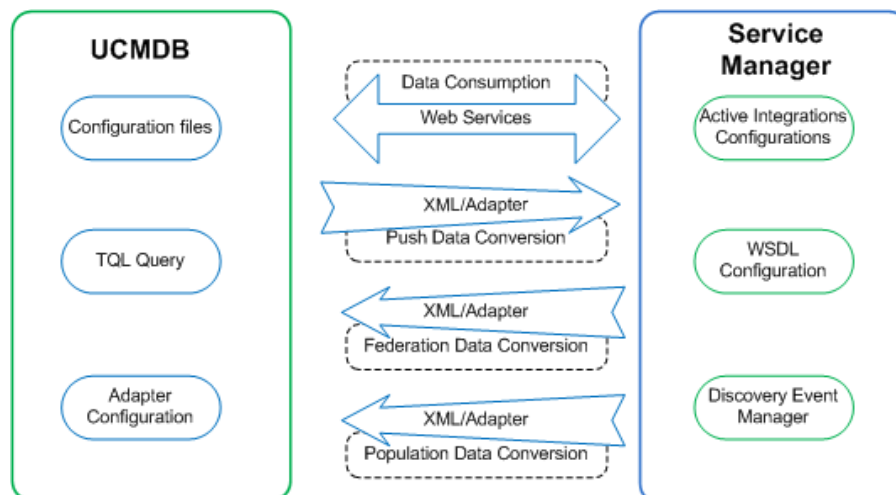 UCMDB
Configuration files
TQL Query
Adapter
Configuration
Data Consumption
Web Services
XML/Adapter
Push Data Conversion
XML/Adapter
Federation Data Conversion
XML/Adapter
Population Data Conversion
Service
Manager
Active Integrations
Configurations
WSDL
Configuration
Discovery Event
Manager